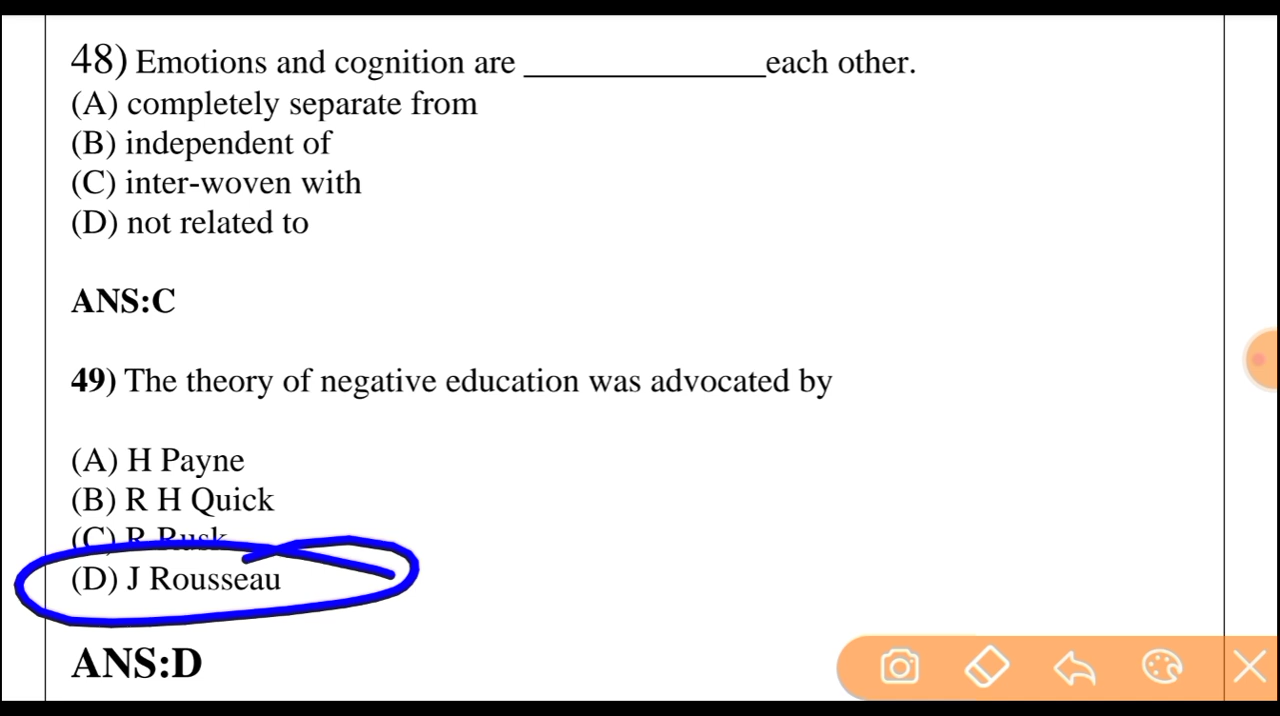 48) Emotions and cognition are ______________each other.
(A) completely separate from
(B) independent of
(C) inter-woven with
(D) not related to
ANS:C
49) The theory of negative education was advocated by
(A) H Payne
(B) R H Quick
(C) R Rusk
(D) J Rousseau
ANS:D